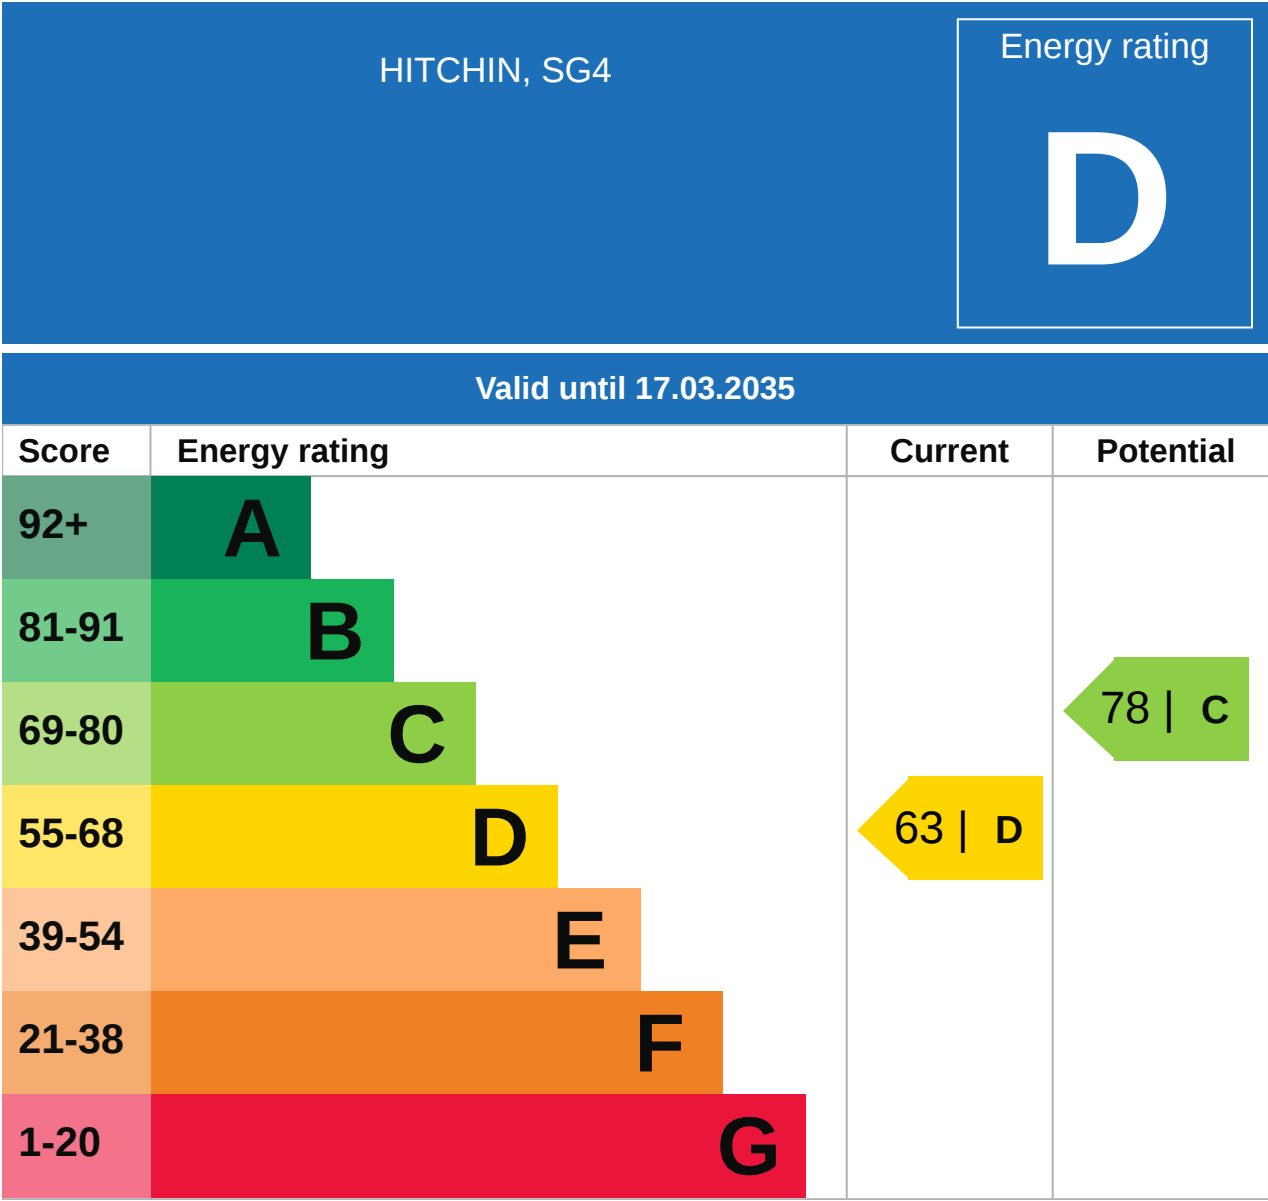 HITCHIN, SG4
Energy rating
D
Valid until 17.03.2035
Score Energy rating Current Potential
92+ A
81-91 B
69-80 C
78 | C
55-68 D
63 | D
39-54 E
21-38 F
1-20 G